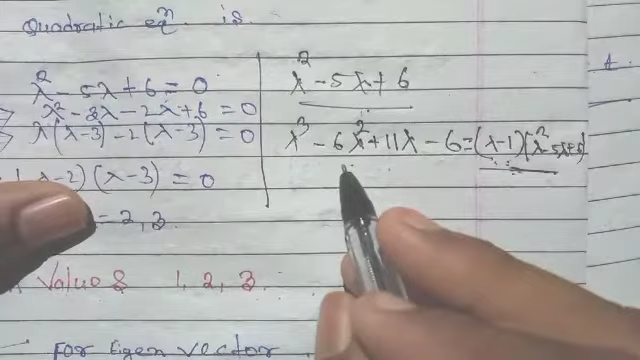 Quadratic eqⁿ. is
λ² - 5λ + 6 = 0
λ² - 3λ - 2λ + 6 = 0
λ(λ-3) - 2(λ-3) = 0
λ-2)(λ-3) = 0
= 2, 3
Values 1, 2, 3
For Eigen vector
λ² - 5λ + 6
λ³ - 6λ² + 11λ - 6 = (λ-1)(λ²-5λ+6)